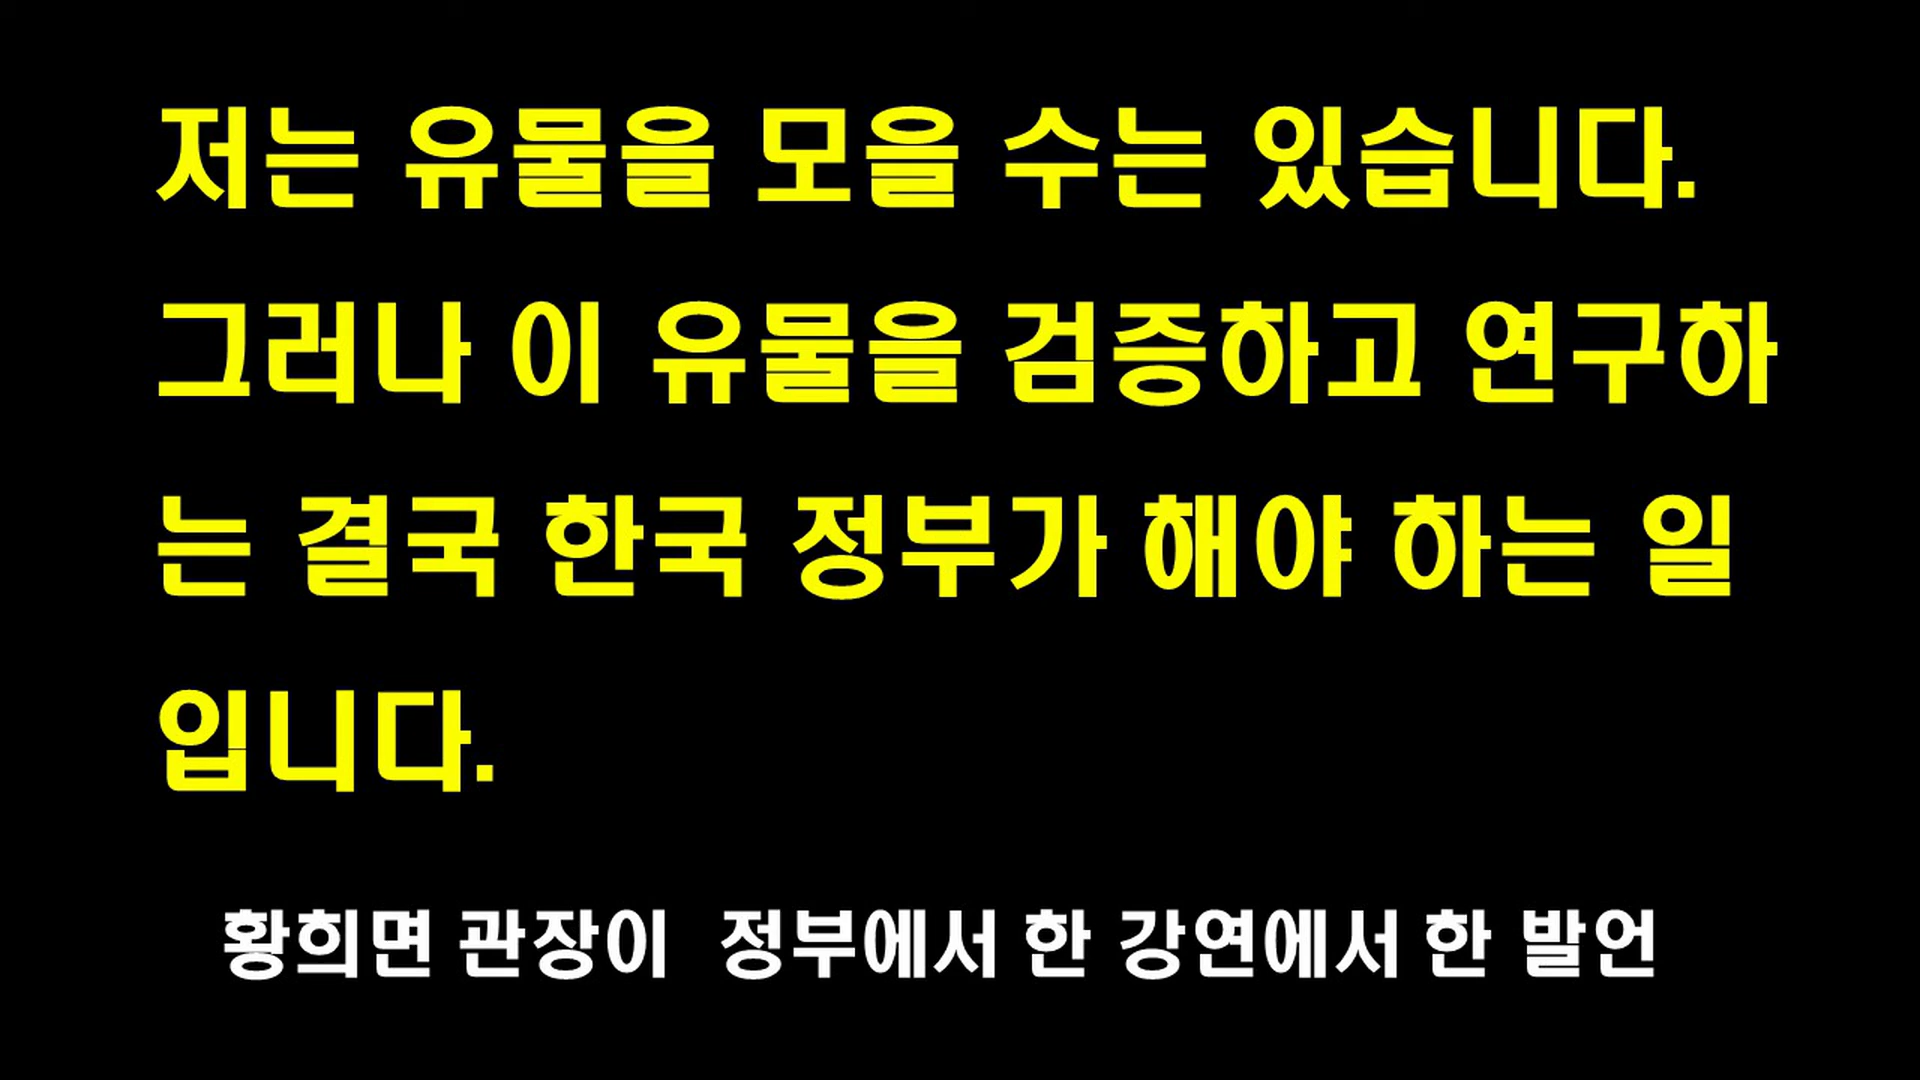 저는 유물을 모을 수는 있습니다.
그러나 이 유물을 검증하고 연구하
는 결국 한국 정부가 해야 하는 일
입니다.
황희면 관장이 정부에서 한 강연에서 한 발언